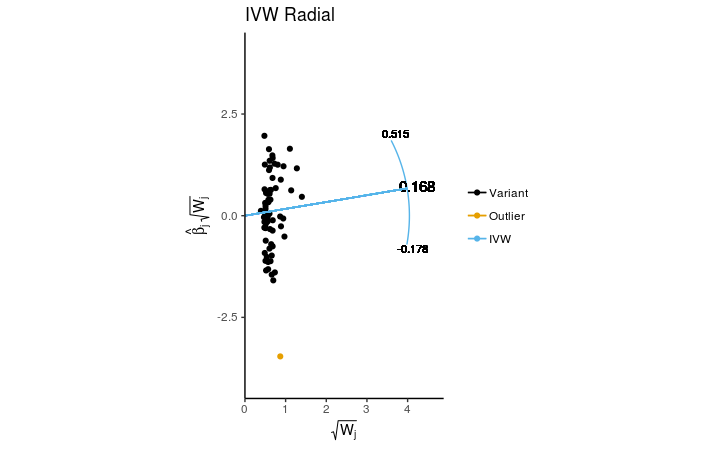 IVW Radial
β̂j√Wj
2.5
0.0
-2.5
0 1 2 3 4
√Wj
0.515
0.168
-0.178
Variant
Outlier
IVW